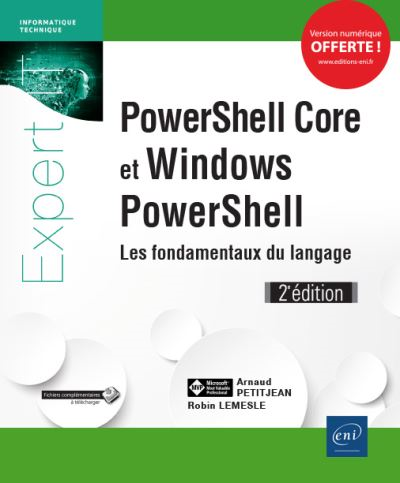 INFORMATIQUE
TECHNIQUE
Version numérique
OFFERTE !
www.editions-eni.fr
Expert IT
PowerShell Core
et Windows
PowerShell
Les fondamentaux du langage
2e édition
MVP
Microsoft
Most Valuable
Professional
Arnaud
PETITJEAN
Robin LEMESLE
Fichiers complémentaires
à télécharger
eni